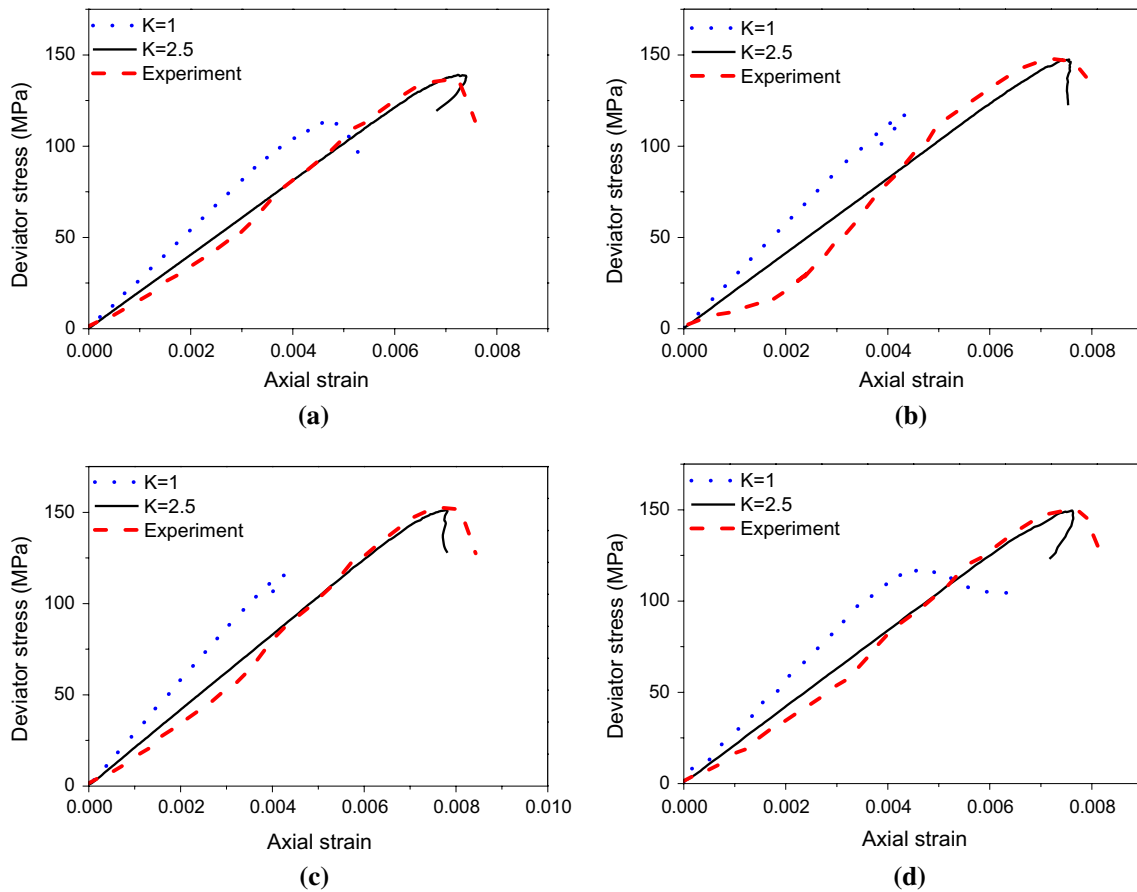 K=1
K=2.5
Experiment
150
100
50
0
0.000
0.002
0.004
0.006
0.008
Deviator stress (MPa)
Axial strain
(a)
K=1
K=2.5
Experiment
150
100
50
0
0.000
0.002
0.004
0.006
0.008
Deviator stress (MPa)
Axial strain
(b)
K=1
K=2.5
Experiment
150
100
50
0
0.000
0.002
0.004
0.006
0.008
0.010
Deviator stress (MPa)
Axial strain
(c)
K=1
K=2.5
Experiment
150
100
50
0
0.000
0.002
0.004
0.006
0.008
Deviator stress (MPa)
Axial strain
(d)